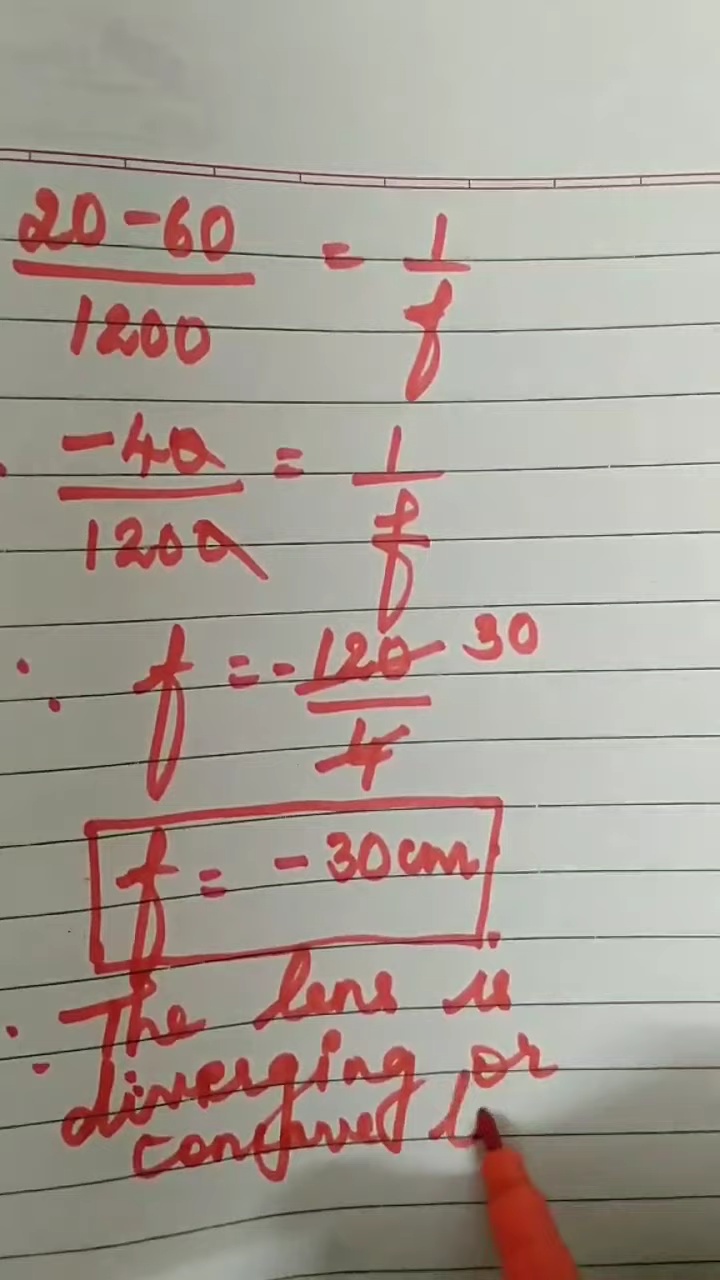 20-60 / 1200 = 1 / f
-40 / 1200 = 1 / f
∴ f = - 120 / 4 30
f = - 30 cm
∴ The lens is
diverging or
concave l